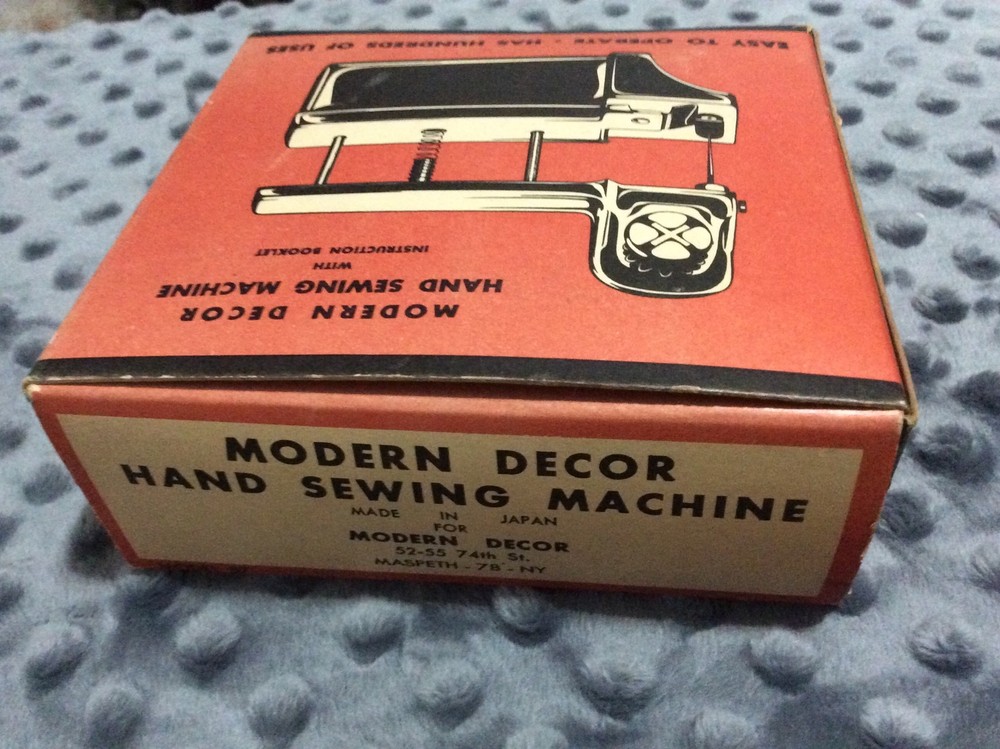 EASY TO OPERATE - HAS HUNDREDS OF USES
MODERN DECOR
HAND SEWING MACHINE
WITH
INSTRUCTION BOOKLET
MODERN DECOR
HAND SEWING MACHINE
MADE IN JAPAN
FOR
MODERN DECOR
52-55 74th St.
MASPETH - 78 - NY